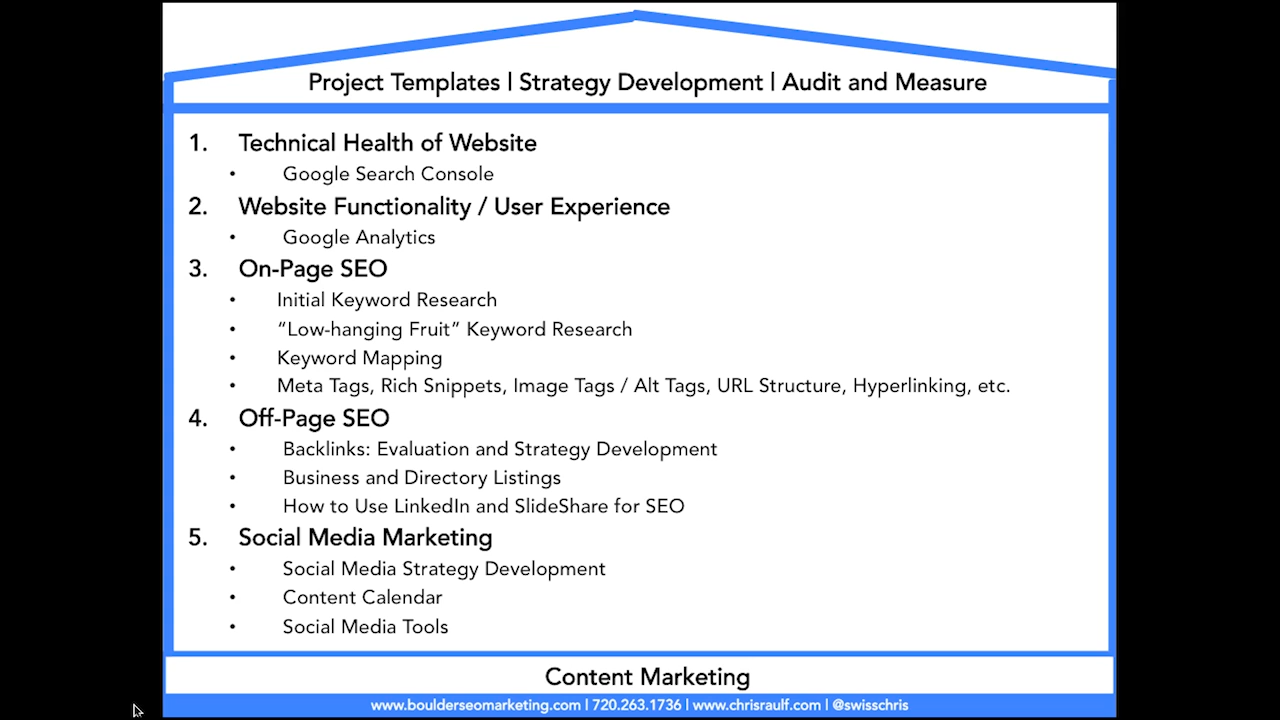 Project Templates | Strategy Development | Audit and Measure
1. Technical Health of Website
• Google Search Console
2. Website Functionality / User Experience
• Google Analytics
3. On-Page SEO
• Initial Keyword Research
• “Low-hanging Fruit” Keyword Research
• Keyword Mapping
• Meta Tags, Rich Snippets, Image Tags / Alt Tags, URL Structure, Hyperlinking, etc.
4. Off-Page SEO
• Backlinks: Evaluation and Strategy Development
• Business and Directory Listings
• How to Use LinkedIn and SlideShare for SEO
5. Social Media Marketing
• Social Media Strategy Development
• Content Calendar
• Social Media Tools
Content Marketing
www.boulderseomarketing.com | 720.263.1736 | www.chrisraulf.com | @swisschris